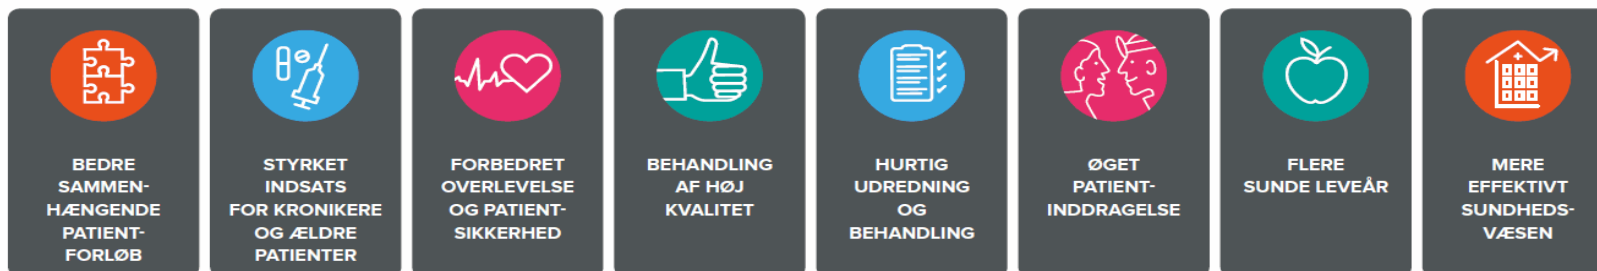 BEDRE
SAMMEN-
HÆNGENDE
PATIENT-
FORLØB
STYRKET
INDSATS
FOR KRONIKERE
OG ÆLDRE
PATIENTER
FORBEDRET
OVERLEVELSE
OG PATIENT-
SIKKERHED
BEHANDLING
AF HØJ
KVALITET
HURTIG
UDREDNING
OG
BEHANDLING
ØGET
PATIENT-
INDDRAGELSE
FLERE
SUNDE LEVEÅR
MERE
EFFEKTIVT
SUNDHEDS-
VÆSEN